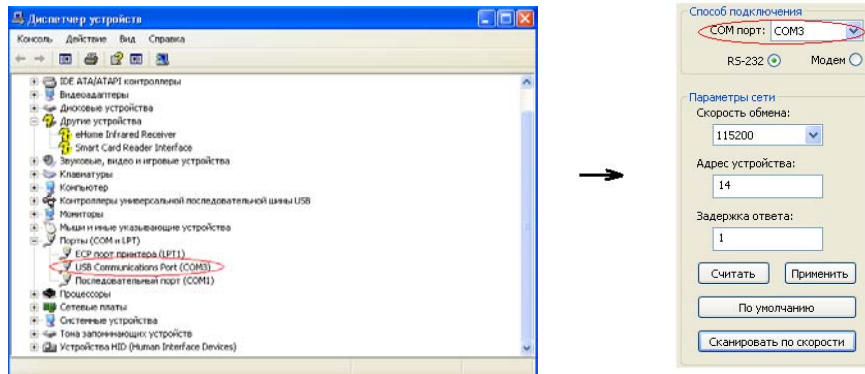 Диспетчер устройств
Консоль Действие Вид Справка
IDE ATA/ATAPI контроллеры
Видеоадаптеры
Дисковые устройства
Другие устройства
eHome Infrared Receiver
Smart Card Reader Interface
Звуковые, видео и игровые устройства
Клавиатуры
Компьютер
Контроллеры универсальной последовательной шины USB
Мониторы
Мыши и иные указывающие устройства
Порты (COM и LPT)
ECP порт принтера (LPT1)
USB Communications Port (COM3)
Последовательный порт (COM1)
Процессоры
Сетевые платы
Системные устройства
Тома запоминающих устройств
Устройства HID (Human Interface Devices)
Способ подключения
COM порт: COM3
RS-232 Модем
Параметры сети
Скорость обмена:
115200
Адрес устройства:
14
Задержка ответа:
1
Считать Применить
По умолчанию
Сканировать по скорости